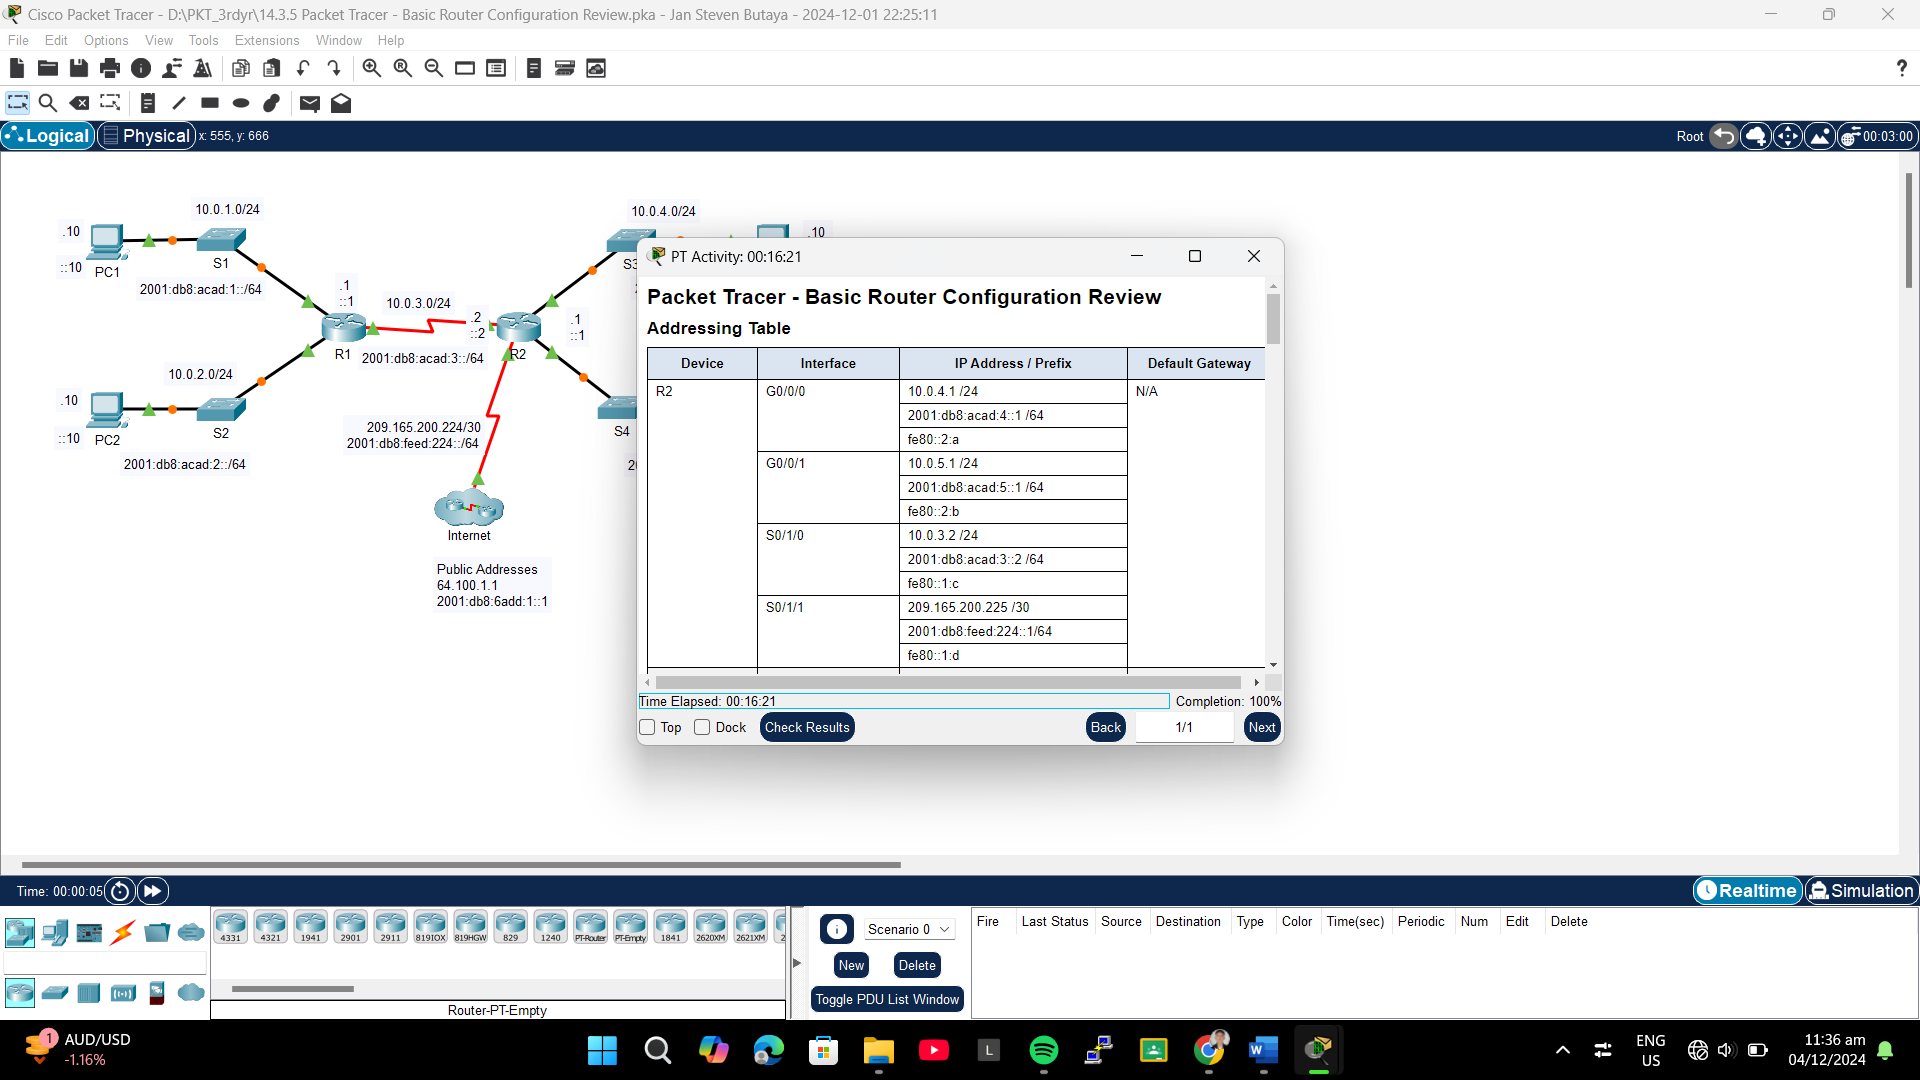 Cisco Packet Tracer - D:\PKT_3rdyr\14.3.5 Packet Tracer - Basic Router Configuration Review.pka - Jan Steven Butaya - 2024-12-01 22:25:11
File Edit Options View Tools Extensions Window Help
Logical Physical x: 555, y: 666
Root 00:03:00
10.0.1.0/24
.10
::10
PC1
S1
2001:db8:acad:1::/64
.1
::1
10.0.3.0/24
.2
::2
R1
2001:db8:acad:3::/64
R2
.1
::1
10.0.4.0/24
.10
S3
10.0.2.0/24
.10
::10
PC2
S2
2001:db8:acad:2::/64
209.165.200.224/30
2001:db8:feed:224::/64
S4
20
Internet
Public Addresses
64.100.1.1
2001:db8:6add:1::1
PT Activity: 00:16:21
Packet Tracer - Basic Router Configuration Review
Addressing Table
Device Interface IP Address / Prefix Default Gateway
R2 G0/0/0 10.0.4.1 /24 N/A
2001:db8:acad:4::1 /64
fe80::2:a
G0/0/1 10.0.5.1 /24
2001:db8:acad:5::1 /64
fe80::2:b
S0/1/0 10.0.3.2 /24
2001:db8:acad:3::2 /64
fe80::1:c
S0/1/1 209.165.200.225 /30
2001:db8:feed:224::1/64
fe80::1:d
Time Elapsed: 00:16:21 Completion: 100%
Top Dock Check Results Back 1/1 Next
Time: 00:00:05
Realtime Simulation
4331 4321 1941 2901 2911 819IOX 819HGW 829 1240 PT-Router PT-Empty 1841 2620XM 2621XM 2
Router-PT-Empty
Scenario 0
New Delete
Toggle PDU List Window
Fire Last Status Source Destination Type Color Time(sec) Periodic Num Edit Delete
1
AUD/USD
-1.16%
L
ENG
US
11:36 am
04/12/2024